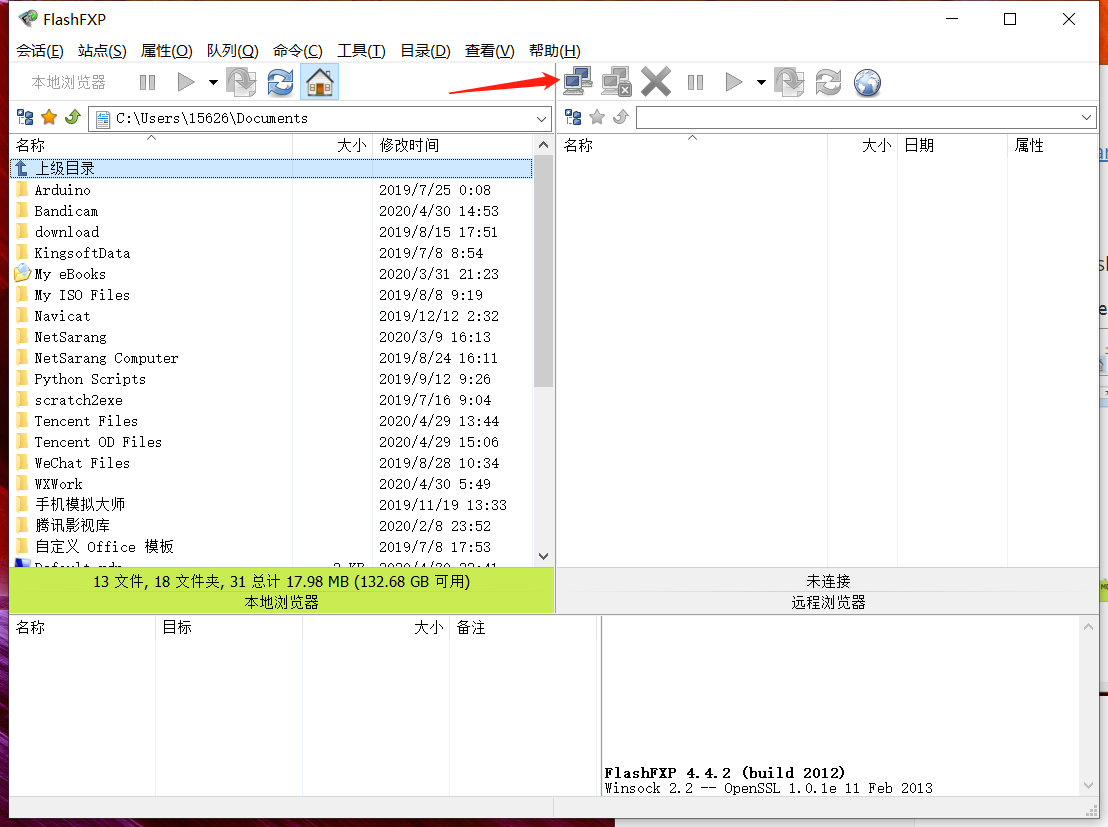 FlashFXP
会话(E) 站点(S) 属性(O) 队列(Q) 命令(C) 工具(T) 目录(D) 查看(V) 帮助(H)
本地浏览器
C:\Users\15626\Documents
名称 大小 修改时间 名称 大小 日期 属性
上级目录
Arduino 2019/7/25 0:08
Bandicam 2020/4/30 14:53
download 2019/8/15 17:51
KingsoftData 2019/7/8 8:54
My eBooks 2020/3/31 21:23
My ISO Files 2019/8/8 9:19
Navicat 2019/12/12 2:32
NetSarang 2020/3/9 16:13
NetSarang Computer 2019/8/24 16:11
Python Scripts 2019/9/12 9:26
scratch2exe 2019/7/16 9:04
Tencent Files 2020/4/29 13:44
Tencent OD Files 2020/4/29 15:06
WeChat Files 2019/8/28 10:34
WXWork 2020/4/30 5:49
手机模拟大师 2019/11/19 13:33
腾讯影视库 2020/2/8 23:52
自定义 Office 模板 2019/7/8 17:53
13 文件, 18 文件夹, 31 总计 17.98 MB (132.68 GB 可用)
本地浏览器
未连接
远程浏览器
名称 目标 大小 备注
FlashFXP 4.4.2 (build 2012)
Winsock 2.2 -- OpenSSL 1.0.1e 11 Feb 2013